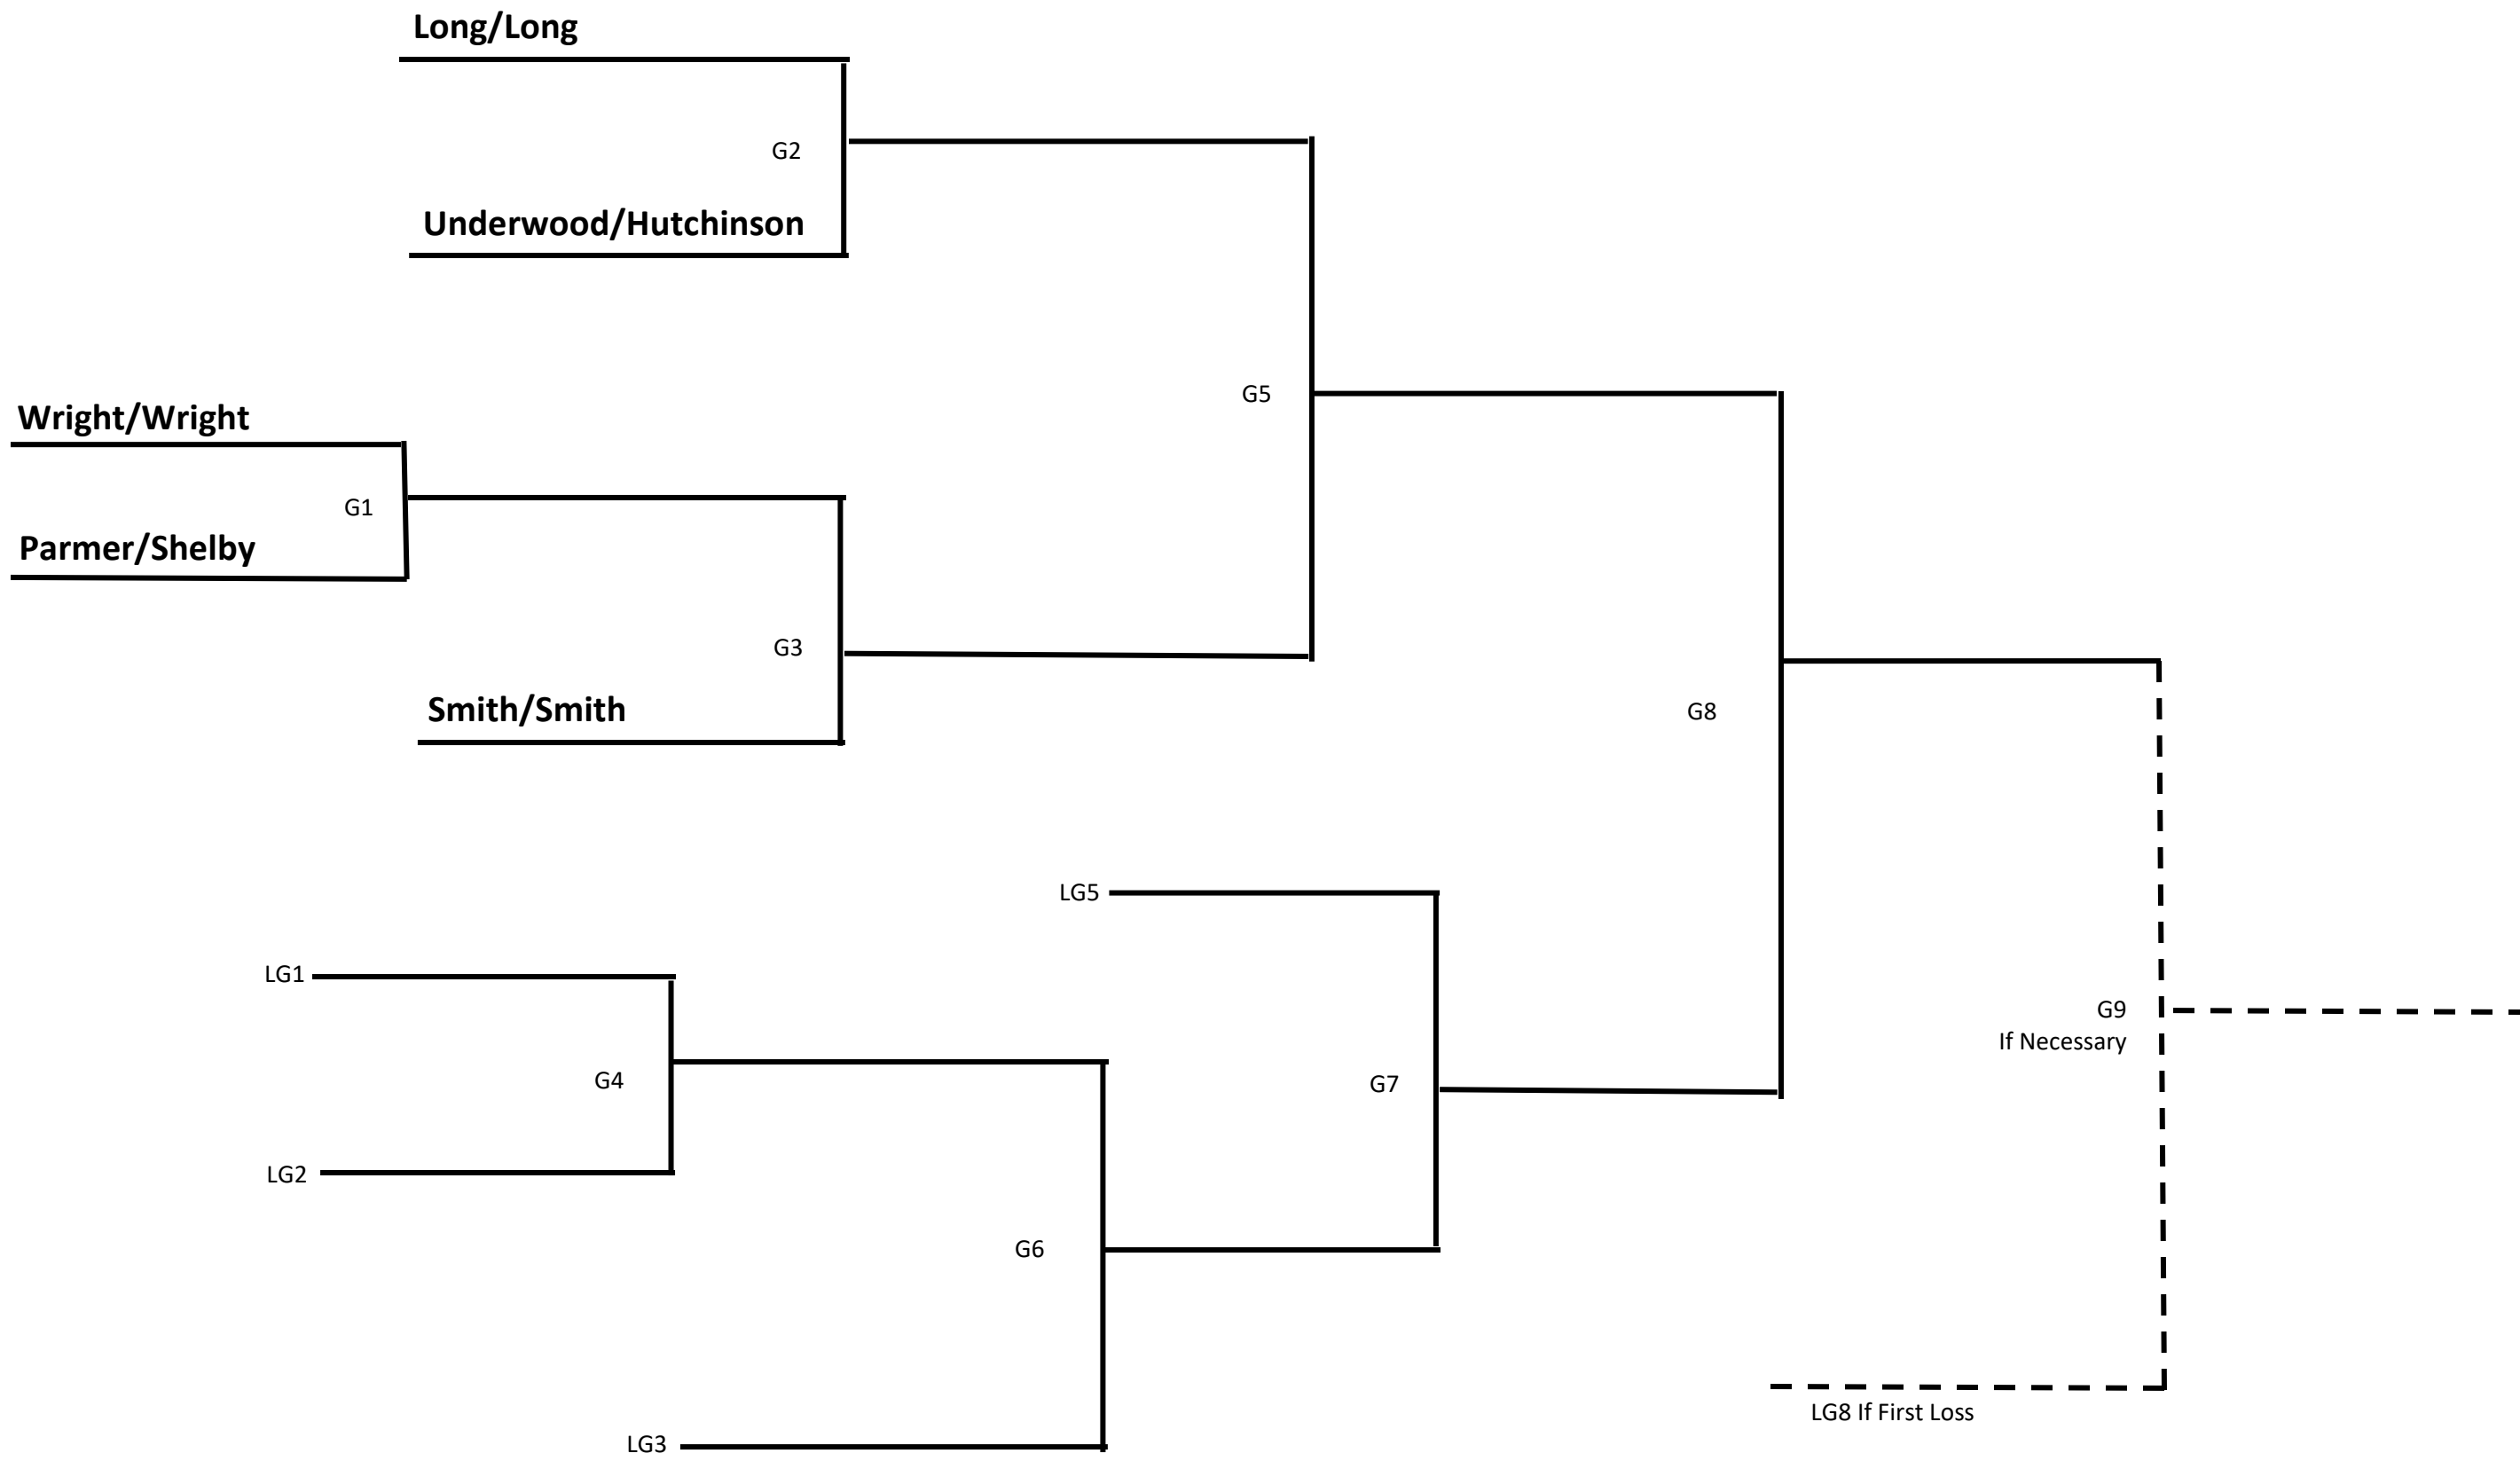 Long/Long
G2
Underwood/Hutchinson
G5
Wright/Wright
G1
Parmer/Shelby
G3
Smith/Smith
G8
LG5
LG1
G9
If Necessary
G4
G7
LG2
G6
LG8 If First Loss
LG3